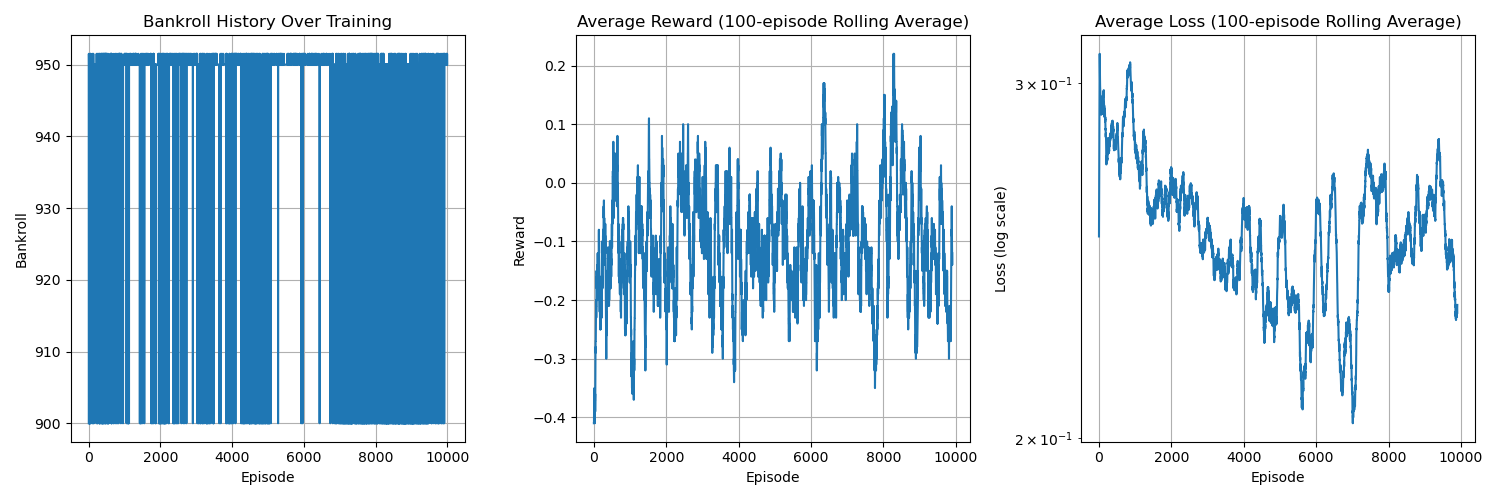 Bankroll History Over Training
950
940
930
920
910
900
Bankroll
0 2000 4000 6000 8000 10000
Episode
Average Reward (100-episode Rolling Average)
0.2
0.1
0.0
−0.1
−0.2
−0.3
−0.4
Reward
0 2000 4000 6000 8000 10000
Episode
Average Loss (100-episode Rolling Average)
3 × 10⁻¹
2 × 10⁻¹
Loss (log scale)
0 2000 4000 6000 8000 10000
Episode